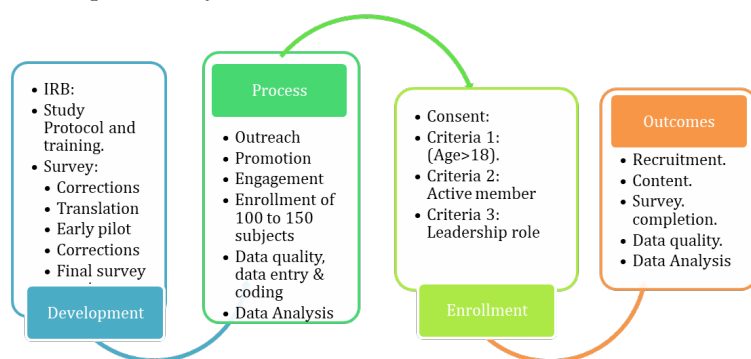 • IRB:
• Study
Protocol and
training.
• Survey:
• Corrections
• Translation
• Early pilot
• Corrections
• Final survey
Development
Process
• Outreach
• Promotion
• Engagement
• Enrollment of
100 to 150
subjects
• Data quality,
data entry &
coding
• Data Analysis
• Consent:
• Criteria 1:
(Age>18).
• Criteria 2:
Active member
• Criteria 3:
Leadership role
Enrollment
Outcomes
• Recruitment.
• Content.
• Survey.
completion.
• Data quality.
• Data Analysis